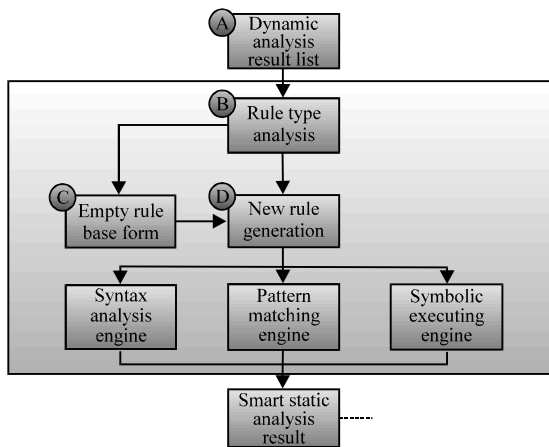 A
Dynamic
analysis
result list
B
Rule type
analysis
C
Empty rule
base form
D
New rule
generation
Syntax
analysis
engine
Pattern
matching
engine
Symbolic
executing
engine
Smart static
analysis
result